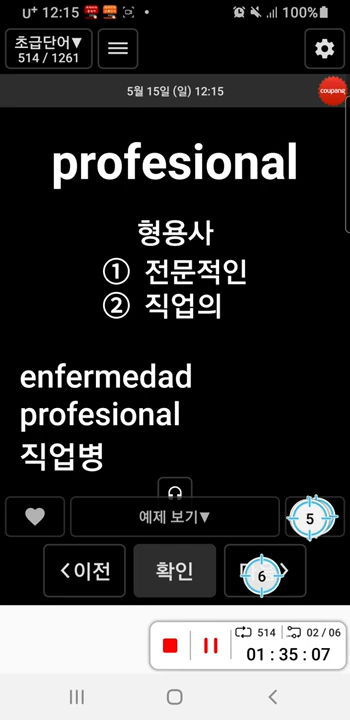 U+ 12:15 100%
초급단어▼
514 / 1261
5월 15일 (일) 12:15
coupang
profesional
형용사
① 전문적인
② 직업의
enfermedad
profesional
직업병
예제 보기▼
5
<이전
확인
6
514 02 / 06
01 : 35 : 07